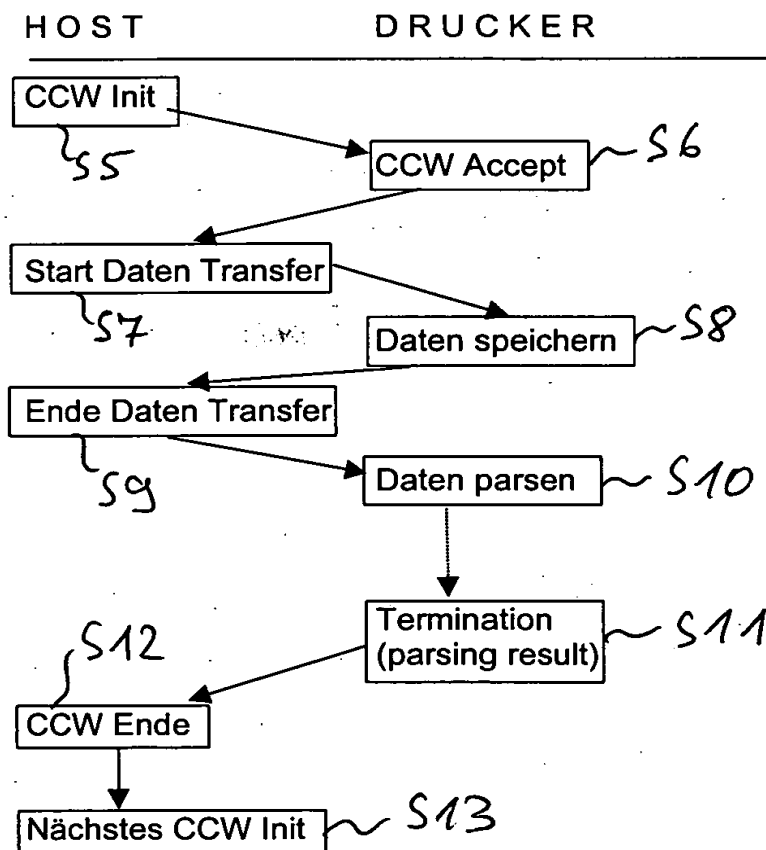 HOST DRUCKER
CCW Init
S5
CCW Accept S6
Start Daten Transfer
S7
Daten speichern S8
Ende Daten Transfer
S9
Daten parsen S10
Termination
(parsing result) S11
S12
CCW Ende
Nächstes CCW Init S13